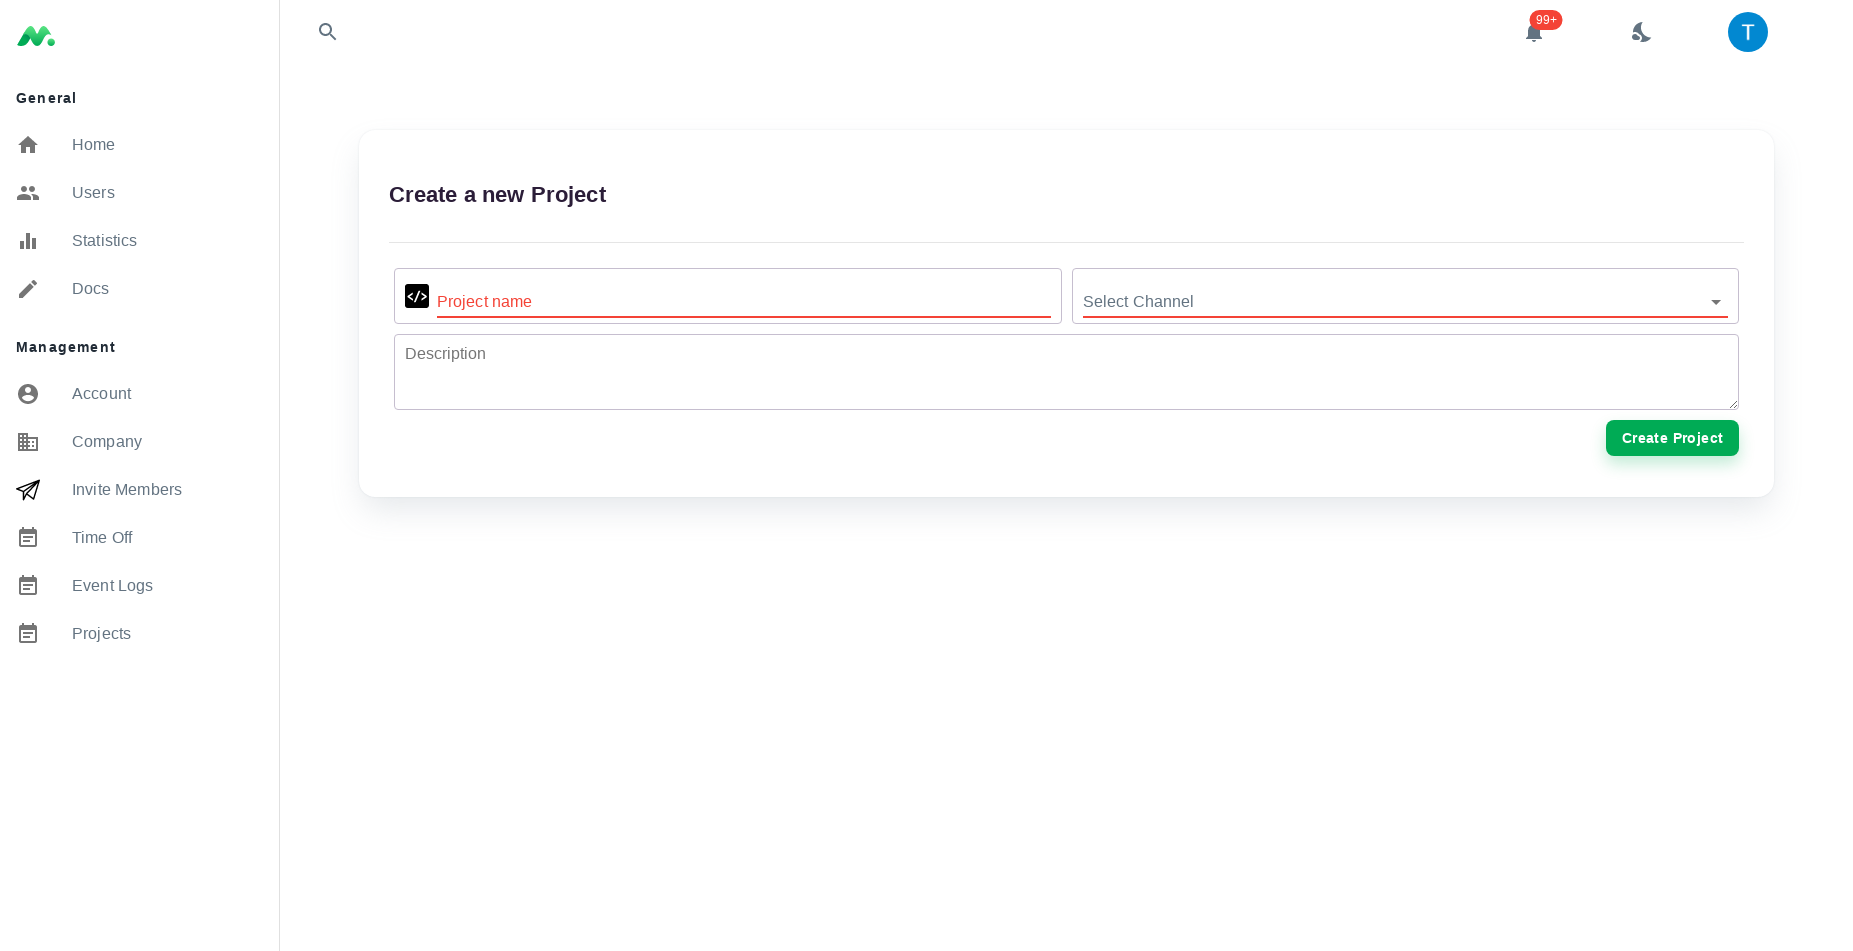 99+
T
General
Home
Users
Statistics
Docs
Management
Account
Company
Invite Members
Time Off
Event Logs
Projects
Create a new Project
Project name
Select Channel
Description
Create Project